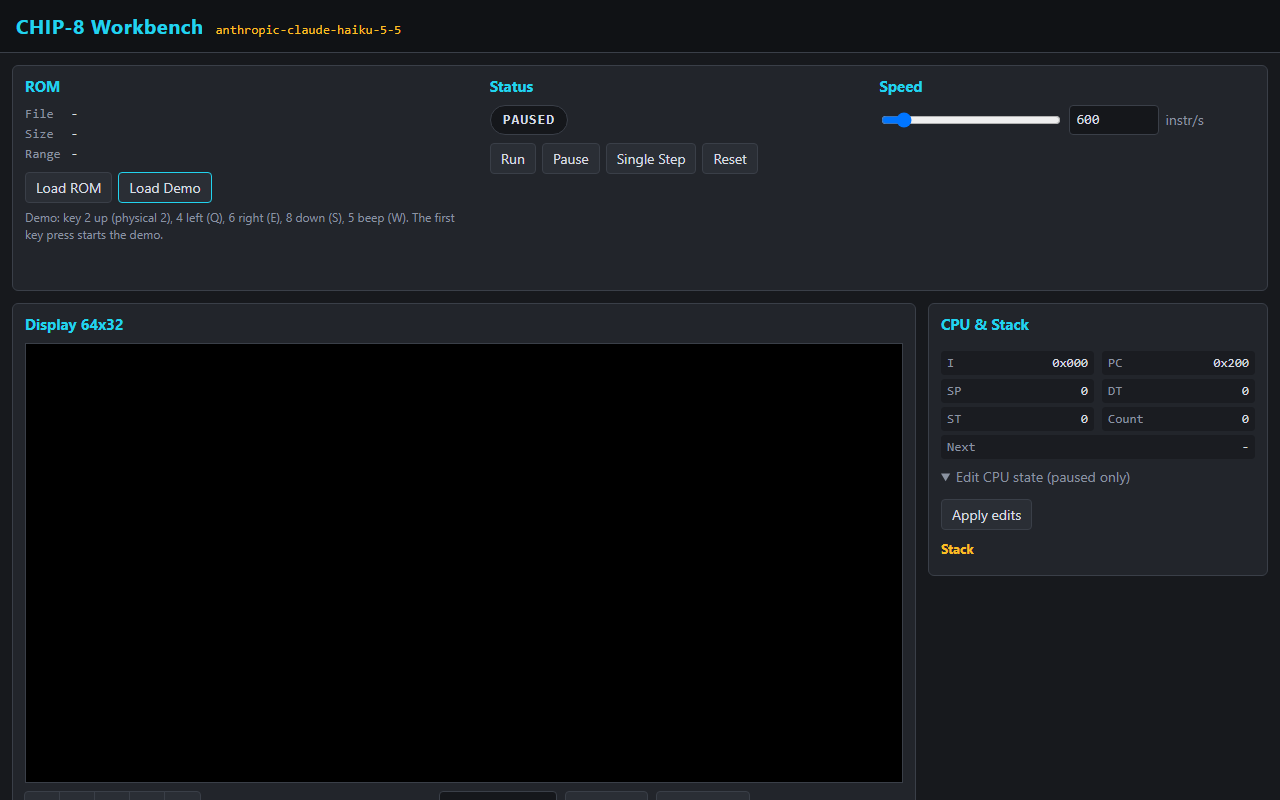 CHIP-8 Workbench anthropic-claude-haiku-5-5
ROM
File -
Size -
Range -
Load ROM Load Demo
Demo: key 2 up (physical 2), 4 left (Q), 6 right (E), 8 down (S), 5 beep (W). The first
key press starts the demo.
Status
PAUSED
Run Pause Single Step Reset
Speed
600 instr/s
Display 64x32
CPU & Stack
I 0x000 PC 0x200
SP 0 DT 0
ST 0 Count 0
Next -
▼ Edit CPU state (paused only)
Apply edits
Stack